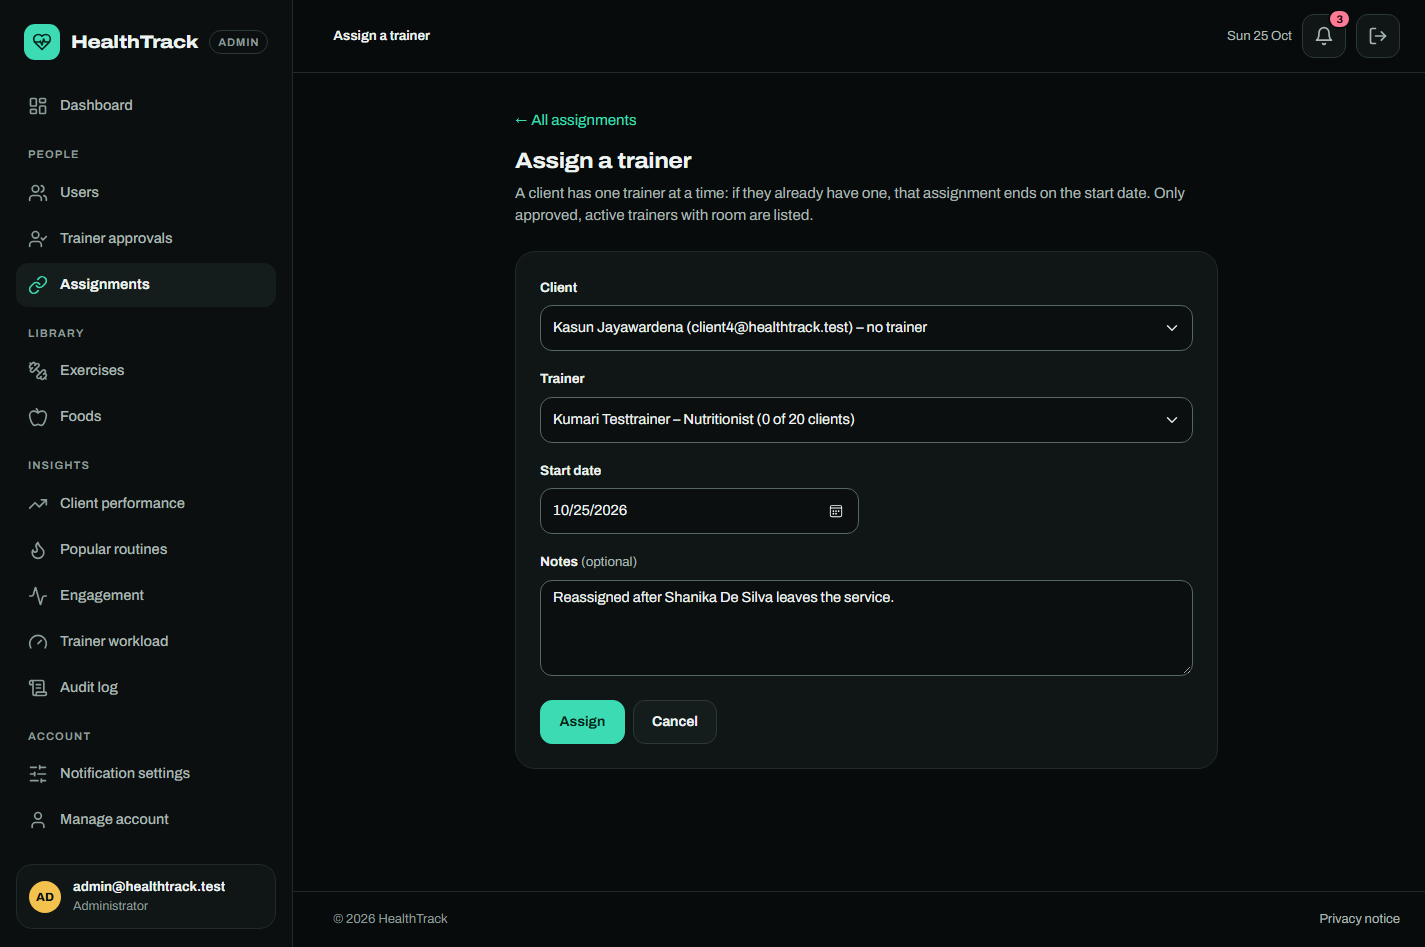 HealthTrack ADMIN
Dashboard
PEOPLE
Users
Trainer approvals
Assignments
LIBRARY
Exercises
Foods
INSIGHTS
Client performance
Popular routines
Engagement
Trainer workload
Audit log
ACCOUNT
Notification settings
Manage account
AD
admin@healthtrack.test
Administrator
Assign a trainer
Sun 25 Oct
3
← All assignments
Assign a trainer
A client has one trainer at a time: if they already have one, that assignment ends on the start date. Only
approved, active trainers with room are listed.
Client
Kasun Jayawardena (client4@healthtrack.test) – no trainer
Trainer
Kumari Testtrainer – Nutritionist (0 of 20 clients)
Start date
10/25/2026
Notes (optional)
Reassigned after Shanika De Silva leaves the service.
Assign
Cancel
© 2026 HealthTrack
Privacy notice